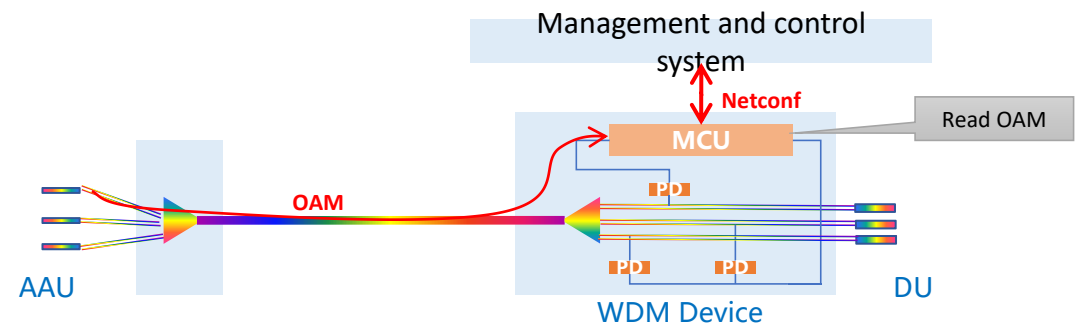 Management and control
system
Netconf
Read OAM
MCU
PD
OAM
PD
PD
AAU
DU
WDM Device